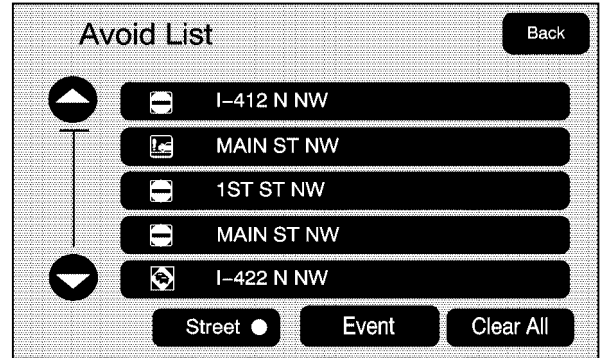 Avoid List
Back
I-412 N NW
MAIN ST NW
1ST ST NW
MAIN ST NW
I-422 N NW
Street
Event
Clear All